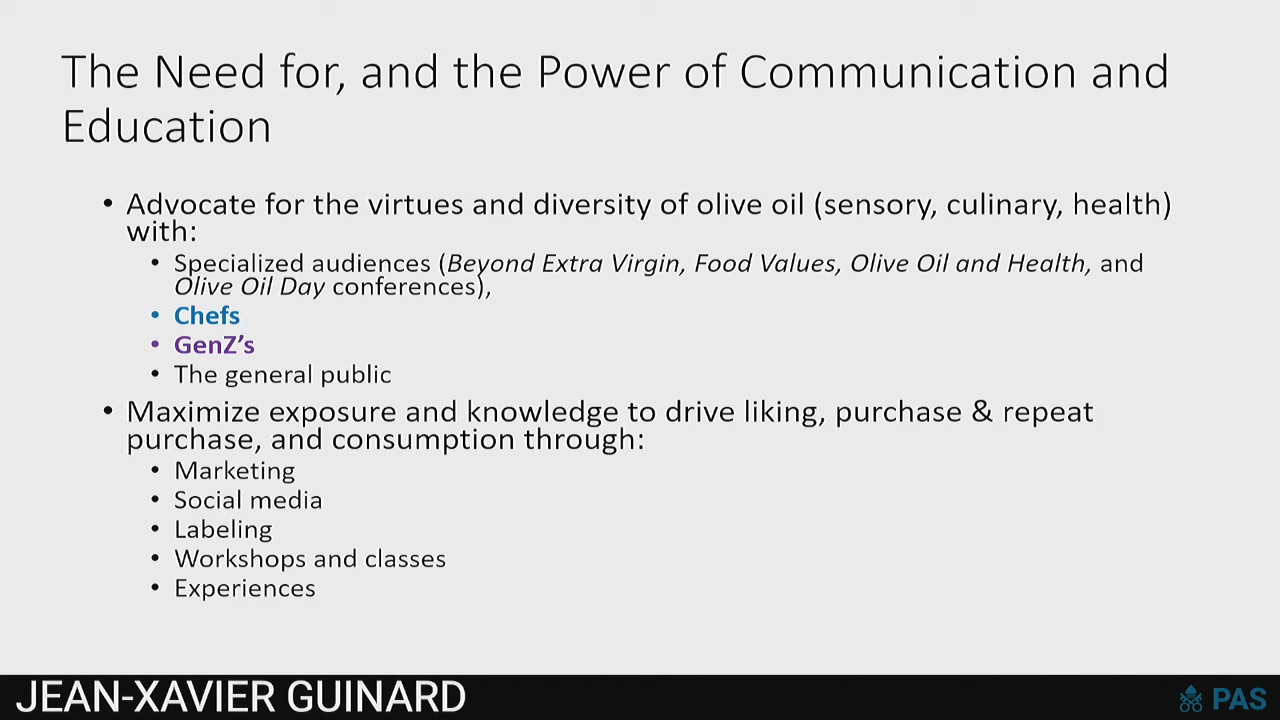 The Need for, and the Power of Communication and
Education
• Advocate for the virtues and diversity of olive oil (sensory, culinary, health)
with:
• Specialized audiences (Beyond Extra Virgin, Food Values, Olive Oil and Health, and
Olive Oil Day conferences),
• Chefs
• GenZ’s
• The general public
• Maximize exposure and knowledge to drive liking, purchase & repeat
purchase, and consumption through:
• Marketing
• Social media
• Labeling
• Workshops and classes
• Experiences
JEAN-XAVIER GUINARD
PAS